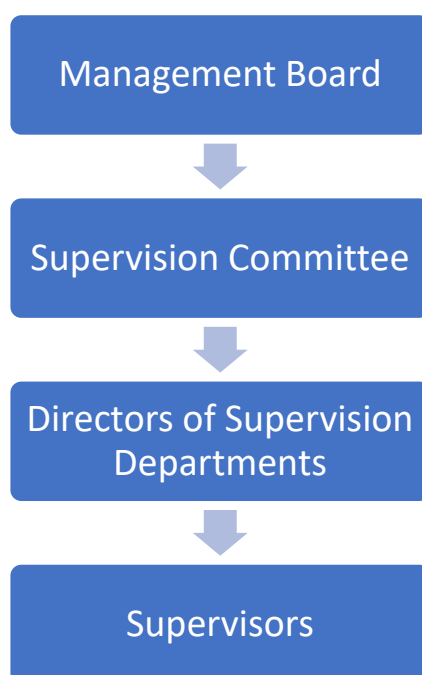 Management Board
Supervision Committee
Directors of Supervision
Departments
Supervisors